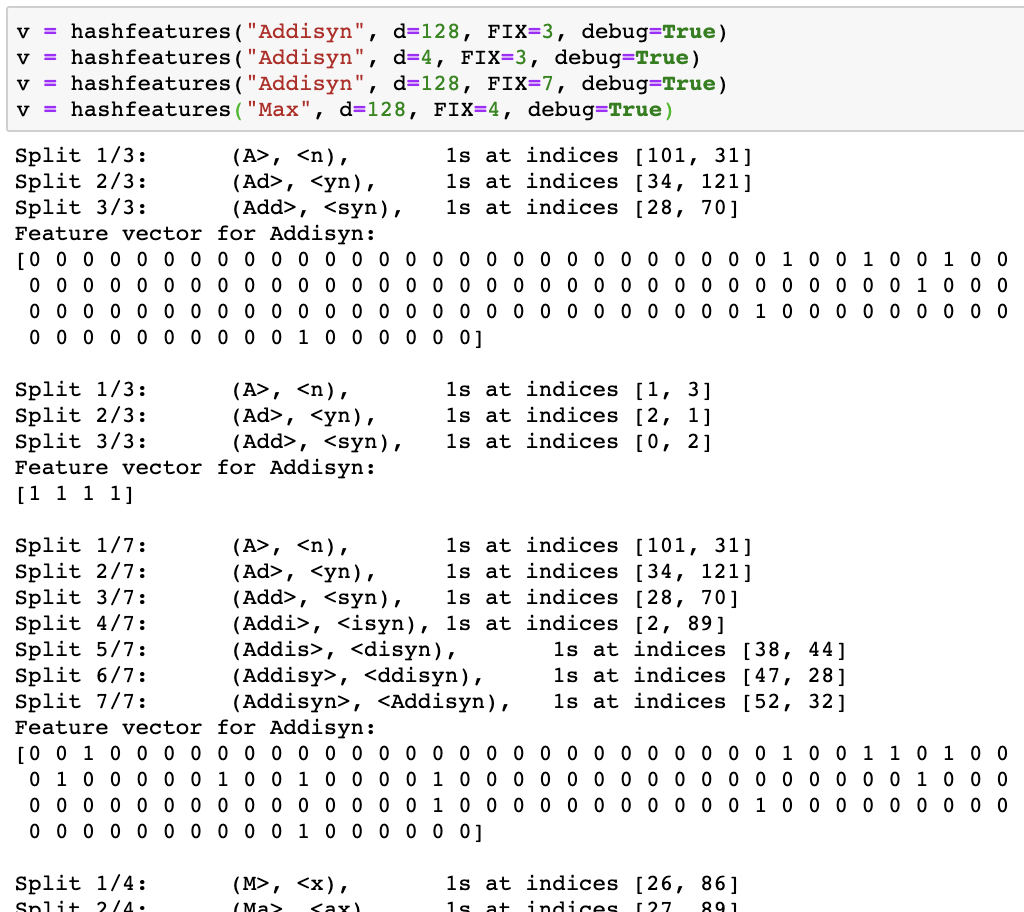 v = hashfeatures("Addisyn", d=128, FIX=3, debug=True)
v = hashfeatures("Addisyn", d=4, FIX=3, debug=True)
v = hashfeatures("Addisyn", d=128, FIX=7, debug=True)
v = hashfeatures("Max", d=128, FIX=4, debug=True)
Split 1/3: (A>, <n), 1s at indices [101, 31]
Split 2/3: (Ad>, <yn), 1s at indices [34, 121]
Split 3/3: (Add>, <syn), 1s at indices [28, 70]
Feature vector for Addisyn:
[0 0 0 0 0 0 0 0 0 0 0 0 0 0 0 0 0 0 0 0 0 0 0 0 0 0 0 0 1 0 0 1 0 0 1 0 0
0 0 0 0 0 0 0 0 0 0 0 0 0 0 0 0 0 0 0 0 0 0 0 0 0 0 0 0 0 0 0 0 0 1 0 0 0
0 0 0 0 0 0 0 0 0 0 0 0 0 0 0 0 0 0 0 0 0 0 0 0 0 0 0 1 0 0 0 0 0 0 0 0 0
0 0 0 0 0 0 0 0 0 0 1 0 0 0 0 0 0]
Split 1/3: (A>, <n), 1s at indices [1, 3]
Split 2/3: (Ad>, <yn), 1s at indices [2, 1]
Split 3/3: (Add>, <syn), 1s at indices [0, 2]
Feature vector for Addisyn:
[1 1 1 1]
Split 1/7: (A>, <n), 1s at indices [101, 31]
Split 2/7: (Ad>, <yn), 1s at indices [34, 121]
Split 3/7: (Add>, <syn), 1s at indices [28, 70]
Split 4/7: (Addi>, <isyn), 1s at indices [2, 89]
Split 5/7: (Addis>, <disyn), 1s at indices [38, 44]
Split 6/7: (Addisy>, <ddisyn), 1s at indices [47, 28]
Split 7/7: (Addisyn>, <Addisyn), 1s at indices [52, 32]
Feature vector for Addisyn:
[0 0 1 0 0 0 0 0 0 0 0 0 0 0 0 0 0 0 0 0 0 0 0 0 0 0 0 0 1 0 0 1 1 0 1 0 0
0 1 0 0 0 0 0 1 0 0 1 0 0 0 0 1 0 0 0 0 0 0 0 0 0 0 0 0 0 0 0 0 0 1 0 0 0
0 0 0 0 0 0 0 0 0 0 0 0 0 0 0 1 0 0 0 0 0 0 0 0 0 0 0 1 0 0 0 0 0 0 0 0 0
0 0 0 0 0 0 0 0 0 0 1 0 0 0 0 0 0]
Split 1/4: (M>, <x), 1s at indices [26, 86]
Split 2/4: (Ma>, <ax), 1s at indices [27, 89]